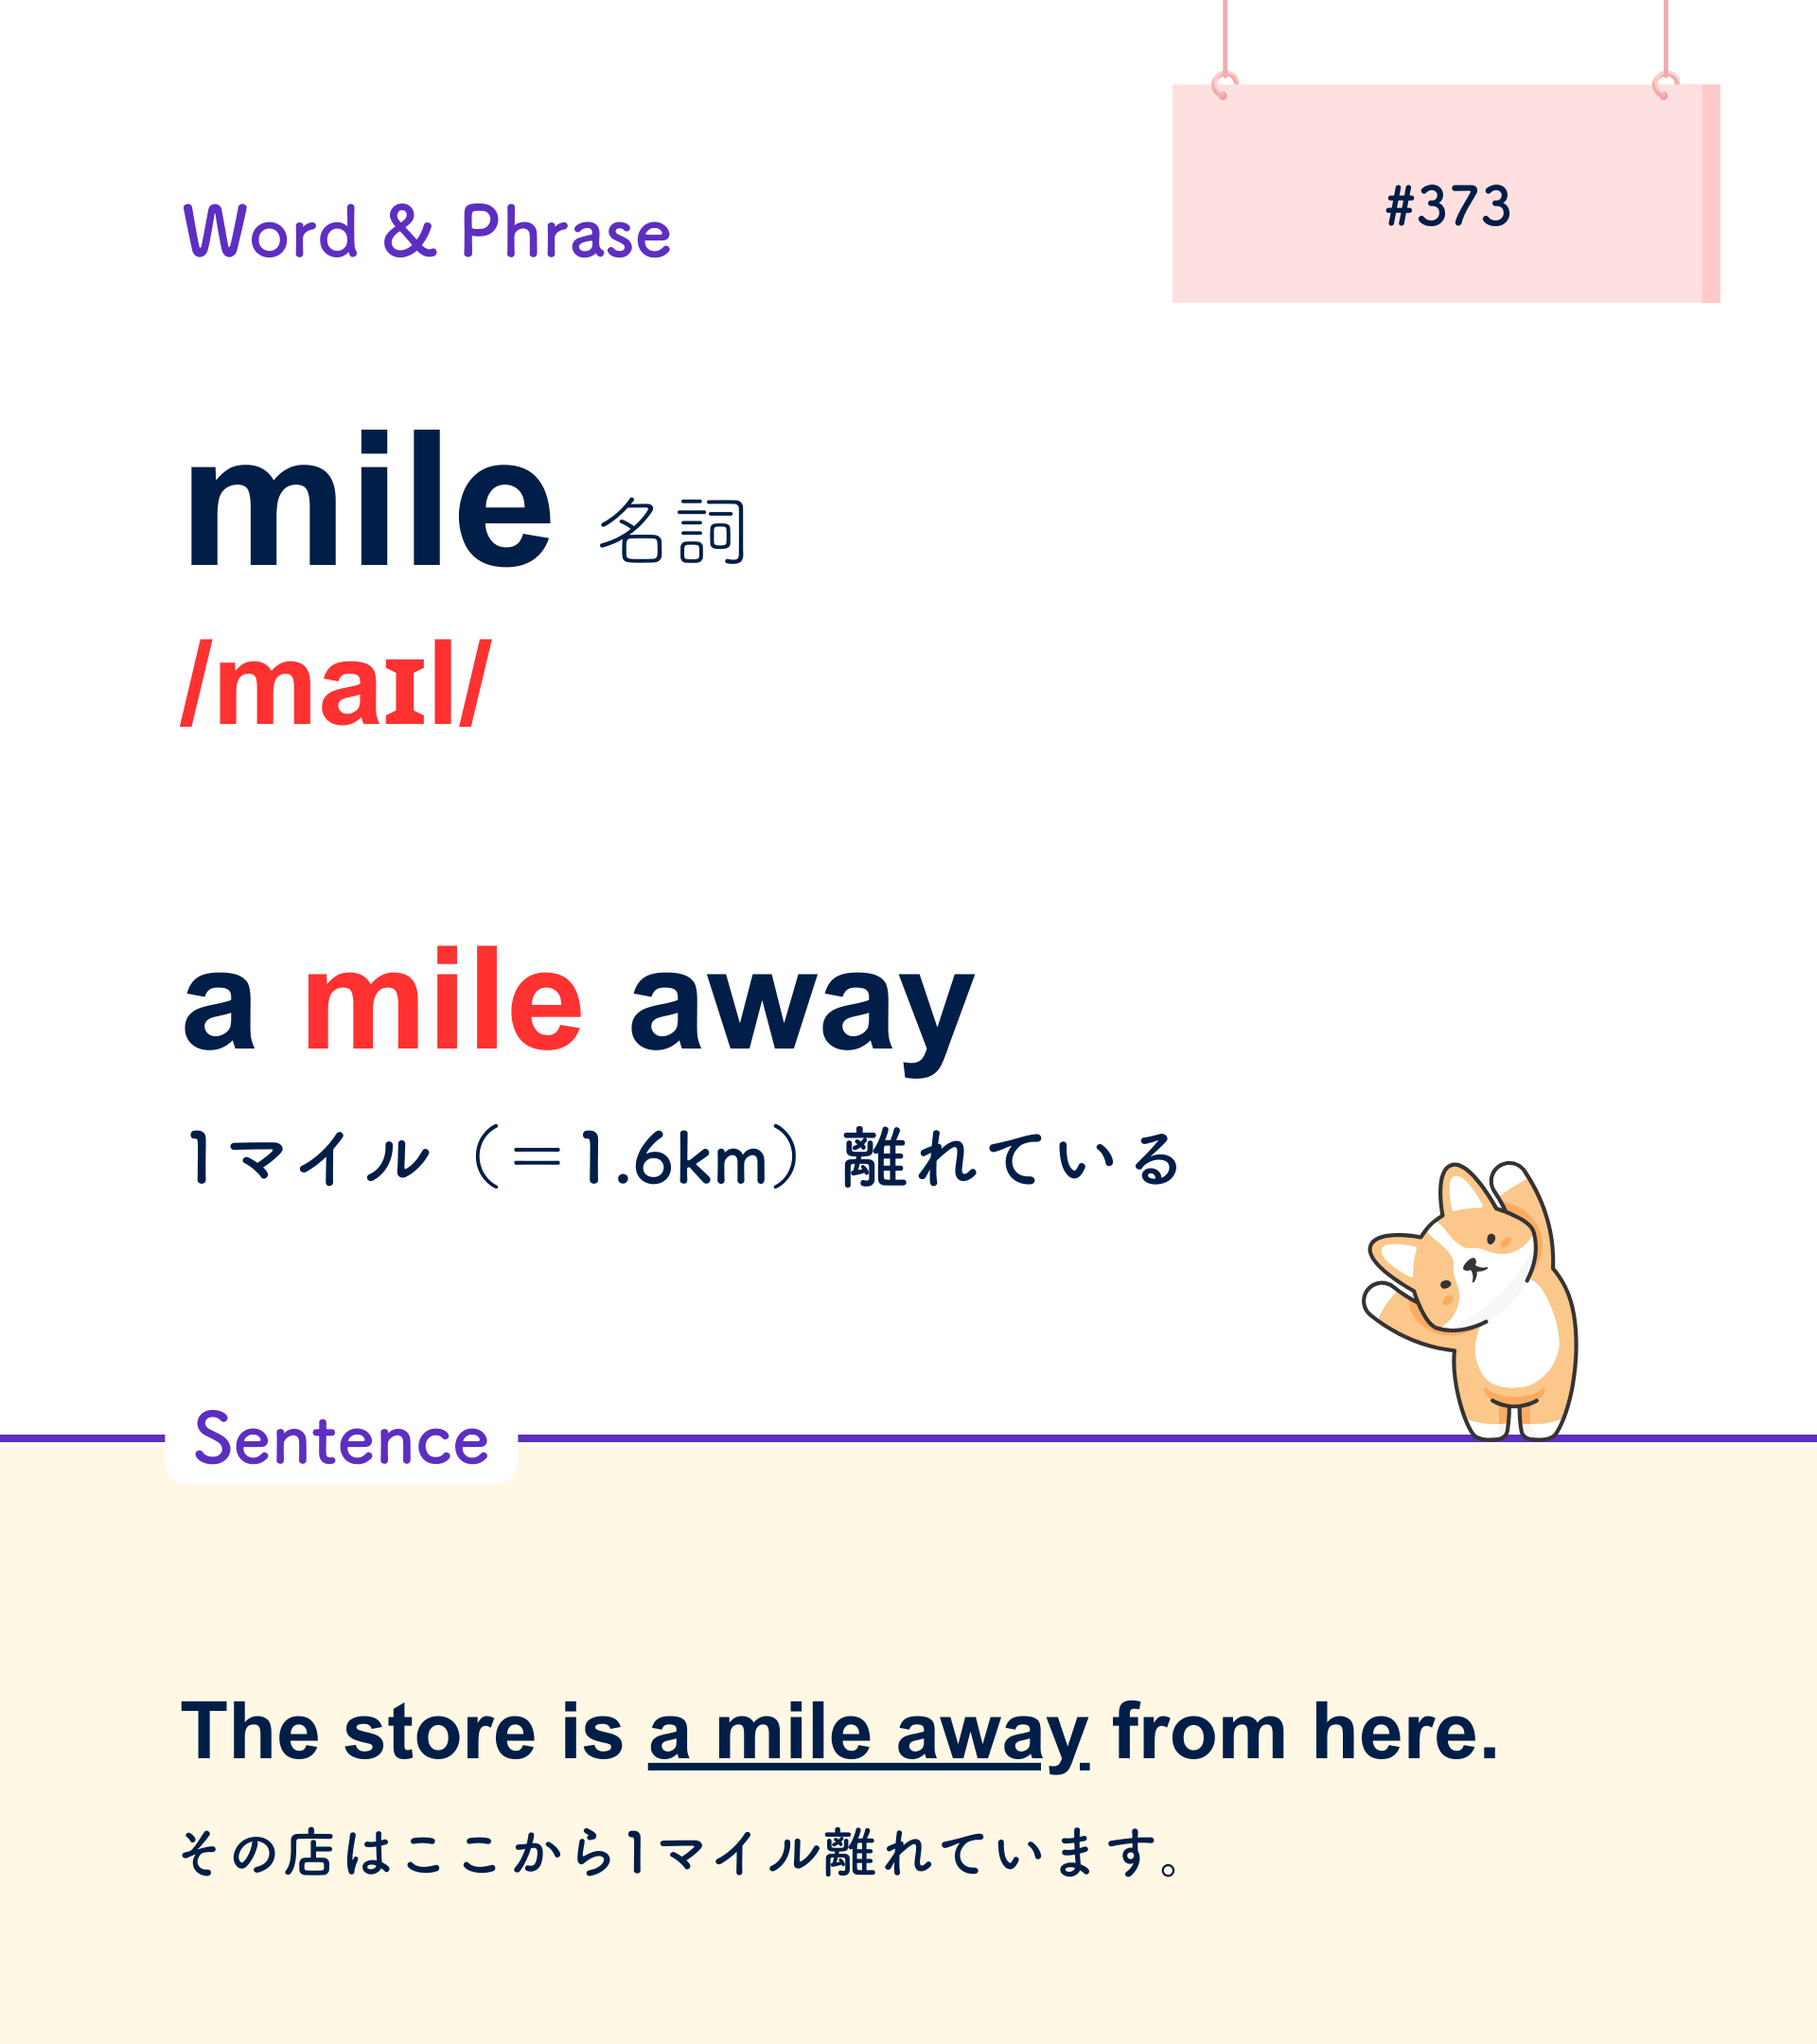 #373
Word & Phrase
mile 名詞
/maɪl/
a mile away
1マイル（＝1.6km）離れている
Sentence
The store is a mile away from here.
その店はここから1マイル離れています。